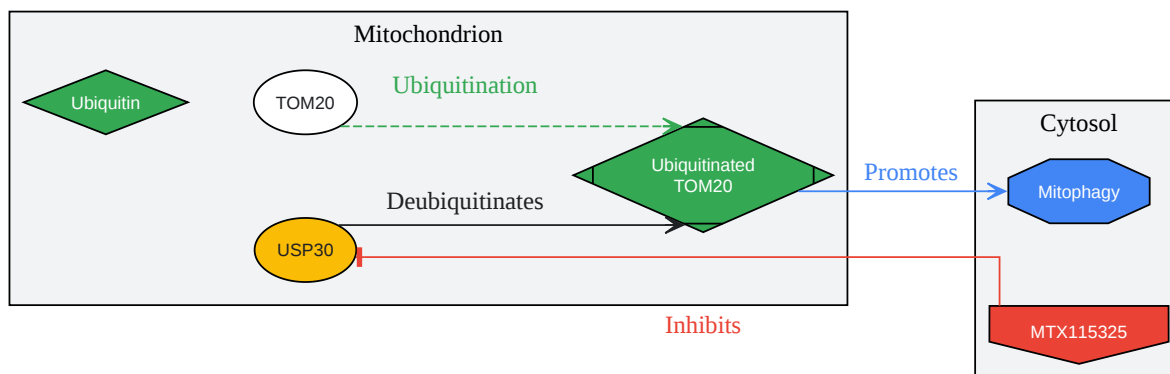 Mitochondrion
Ubiquitin
TOM20
Ubiquitination
Ubiquitinated
TOM20
Deubiquitinates
USP30
Promotes
Inhibits
Cytosol
Mitophagy
MTX115325